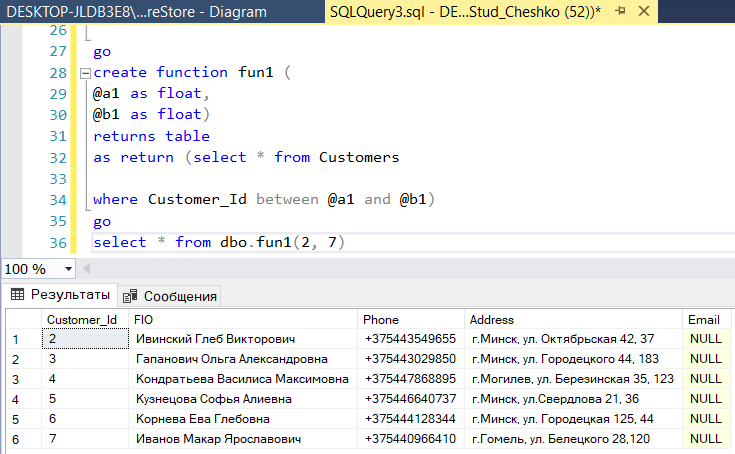 DESKTOP-JLDB3E8\...reStore - Diagram
SQLQuery3.sql - DE...Stud_Cheshko (52))*
26
27 go
28 create function fun1 (
29 @a1 as float,
30 @b1 as float)
31 returns table
32 as return (select * from Customers
33
34 where Customer_Id between @a1 and @b1)
35 go
36 select * from dbo.fun1(2, 7)
100 %
Результаты Сообщения
Customer_Id FIO Phone Address Email
1 2 Ивинский Глеб Викторович +375443549655 г.Минск, ул. Октябрьская 42, 37 NULL
2 3 Гапанович Ольга Александровна +375443029850 г.Минск, ул. Городецкого 44, 183 NULL
3 4 Кондратьева Василиса Максимовна +375447868895 г.Могилев, ул. Березинская 35, 123 NULL
4 5 Кузнецова Софья Алиевна +375446640737 г.Минск, ул.Свердлова 21, 36 NULL
5 6 Корнева Ева Глебовна +375444128344 г.Минск, ул. Городецкая 125, 44 NULL
6 7 Иванов Макар Ярославович +375440966410 г.Гомель, ул. Белецкого 28,120 NULL